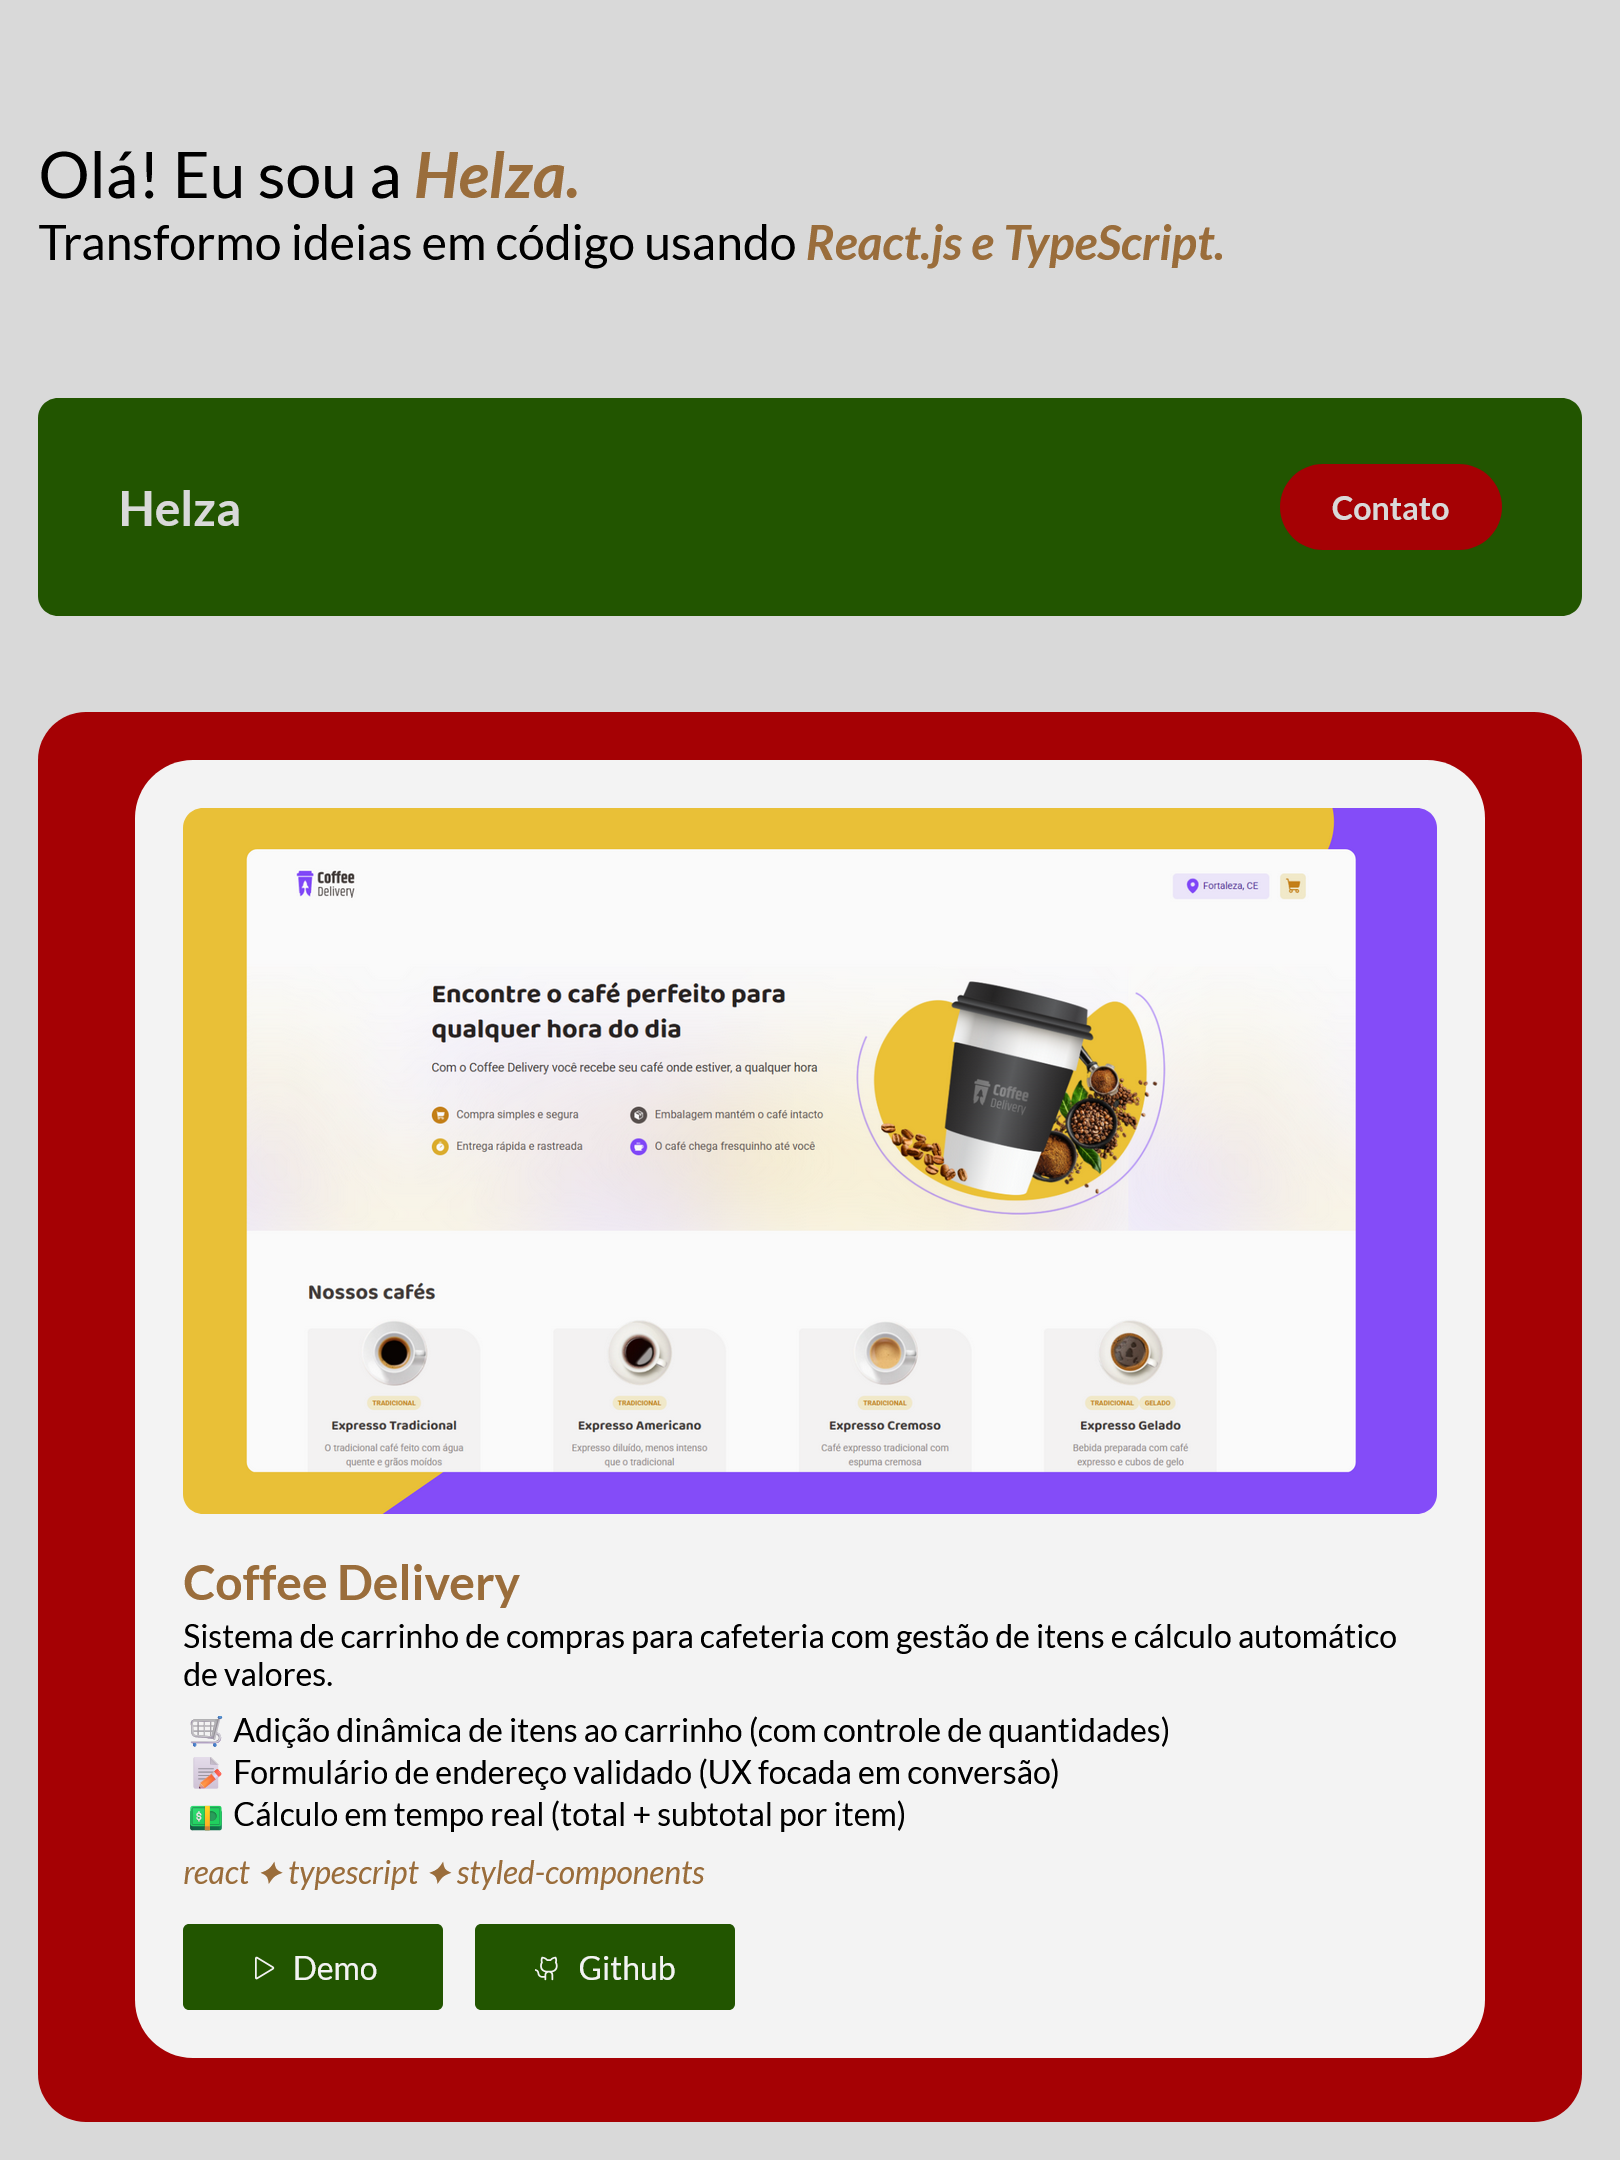 Olá! Eu sou a Helza.
Transformo ideias em código usando React.js e TypeScript.
Helza
Contato
Coffee
Delivery
Fortaleza, CE
Encontre o café perfeito para
qualquer hora do dia
Com o Coffee Delivery você recebe seu café onde estiver, a qualquer hora
Compra simples e segura
Embalagem mantém o café intacto
Entrega rápida e rastreada
O café chega fresquinho até você
Coffee
Delivery
Nossos cafés
TRADICIONAL
Expresso Tradicional
O tradicional café feito com água
quente e grãos moídos
TRADICIONAL
Expresso Americano
Expresso diluído, menos intenso
que o tradicional
TRADICIONAL
Expresso Cremoso
Café expresso tradicional com
espuma cremosa
TRADICIONAL GELADO
Expresso Gelado
Bebida preparada com café
expresso e cubos de gelo
Coffee Delivery
Sistema de carrinho de compras para cafeteria com gestão de itens e cálculo automático
de valores.
🛒 Adição dinâmica de itens ao carrinho (com controle de quantidades)
📝 Formulário de endereço validado (UX focada em conversão)
💵 Cálculo em tempo real (total + subtotal por item)
react ✦ typescript ✦ styled-components
Demo
Github